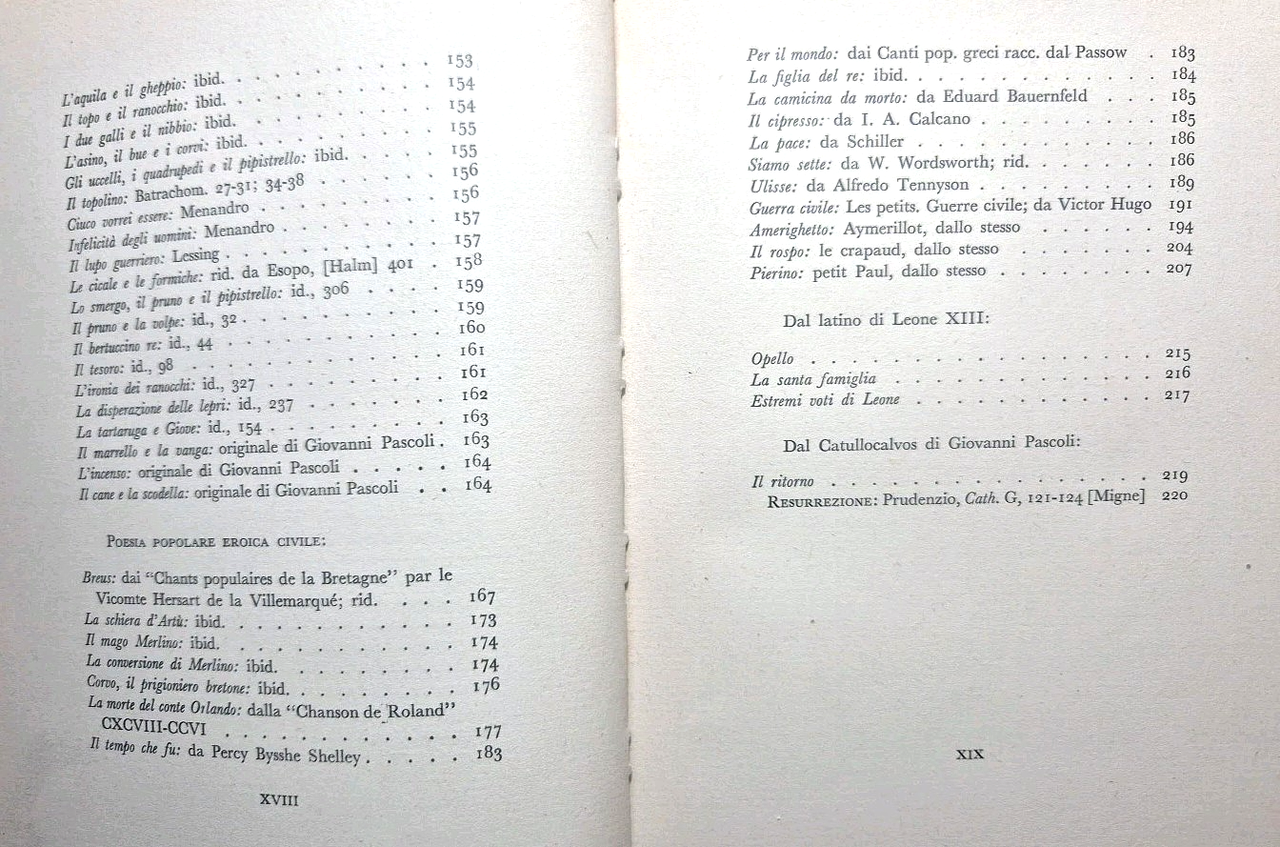 L'aquila e il gheppio: ibid. . . . . . . . . . . 153
Il topo e il ranocchio: ibid. . . . . . . . . . . 154
I due galli e il nibbio: ibid. . . . . . . . . . . 154
L'asino, il bue e i corvi: ibid. . . . . . . . . . 155
Gli uccelli, i quadrupedi e il pipistrello: ibid. . . . . 155
Il topolino: Batrachom. 27-31; 34-38 . . . . . . 156
Ciuco vorrei essere: Menandro . . . . . . . . . 156
Infelicità degli uomini: Menandro . . . . . . . . 157
Il lupo guerriero: Lessing . . . . . . . . . . . 157
Le cicale e le formiche: rid. da Esopo, [Halm] 401 . 158
Lo smergo, il pruno e il pipistrello: id., 306 . . . . 159
Il pruno e la volpe: id., 32 . . . . . . . . . . 159
Il bertuccino re: id., 44 . . . . . . . . . . . 160
Il tesoro: id., 98 . . . . . . . . . . . . . 161
L'ironia dei ranocchi: id., 327 . . . . . . . . . 161
La disperazione delle lepri: id., 237 . . . . . . . 162
La tartaruga e Giove: id., 154 . . . . . . . . . 163
Il marrello e la vanga: originale di Giovanni Pascoli . 163
L'incenso: originale di Giovanni Pascoli . . . . . 164
Il cane e la scodella: originale di Giovanni Pascoli . . 164
Poesia popolare eroica civile:
Breus: dai “Chants populaires de la Bretagne” par le
Vicomte Hersart de la Villemarqué; rid. . . . . 167
La schiera d'Artù: ibid. . . . . . . . . . . . 173
Il mago Merlino: ibid. . . . . . . . . . . . 174
La conversione di Merlino: ibid. . . . . . . . . 174
Corvo, il prigioniero bretone: ibid. . . . . . . . . 176
La morte del conte Orlando: dalla “Chanson de Roland”
CXCVIII-CCVI . . . . . . . . . . . . 177
Il tempo che fu: da Percy Bysshe Shelley . . . . . 183
XVIII
Per il mondo: dai Canti pop. greci racc. dal Passow . 183
La figlia del re: ibid. . . . . . . . . . . . . 184
La camicina da morto: da Eduard Bauernfeld . . . 185
Il cipresso: da I. A. Calcano . . . . . . . . . 185
La pace: da Schiller . . . . . . . . . . . . 186
Siamo sette: da W. Wordsworth; rid. . . . . . . 186
Ulisse: da Alfredo Tennyson . . . . . . . . . 189
Guerra civile: Les petits. Guerre civile; da Victor Hugo 191
Amerighetto: Aymerillot, dallo stesso . . . . . . 194
Il rospo: le crapaud, dallo stesso . . . . . . . . 204
Pierino: petit Paul, dallo stesso . . . . . . . . 207
Dal latino di Leone XIII:
Opello . . . . . . . . . . . . . . . . 215
La santa famiglia . . . . . . . . . . . . . 216
Estremi voti di Leone . . . . . . . . . . . . 217
Dal Catullocalvos di Giovanni Pascoli:
Il ritorno . . . . . . . . . . . . . . . 219
Resurrezione: Prudenzio, Cath. G, 121-124 [Migne] 220
XIX